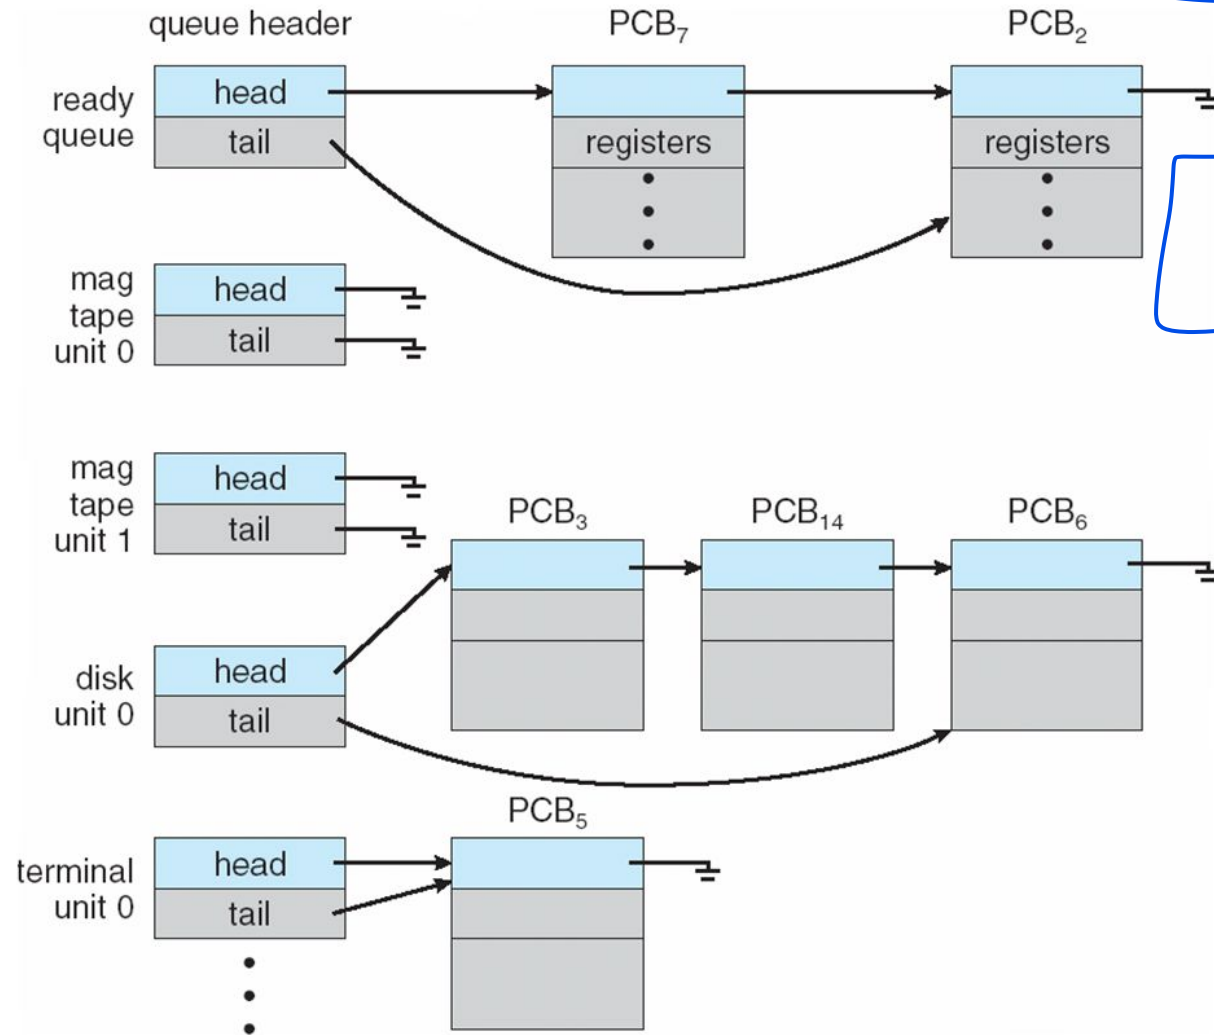 queue header
PCB₇
PCB₂
ready
queue
head
tail
registers
registers
mag
tape
unit 0
head
tail
mag
tape
unit 1
head
tail
PCB₃
PCB₁₄
PCB₆
disk
unit 0
head
tail
PCB₅
terminal
unit 0
head
tail